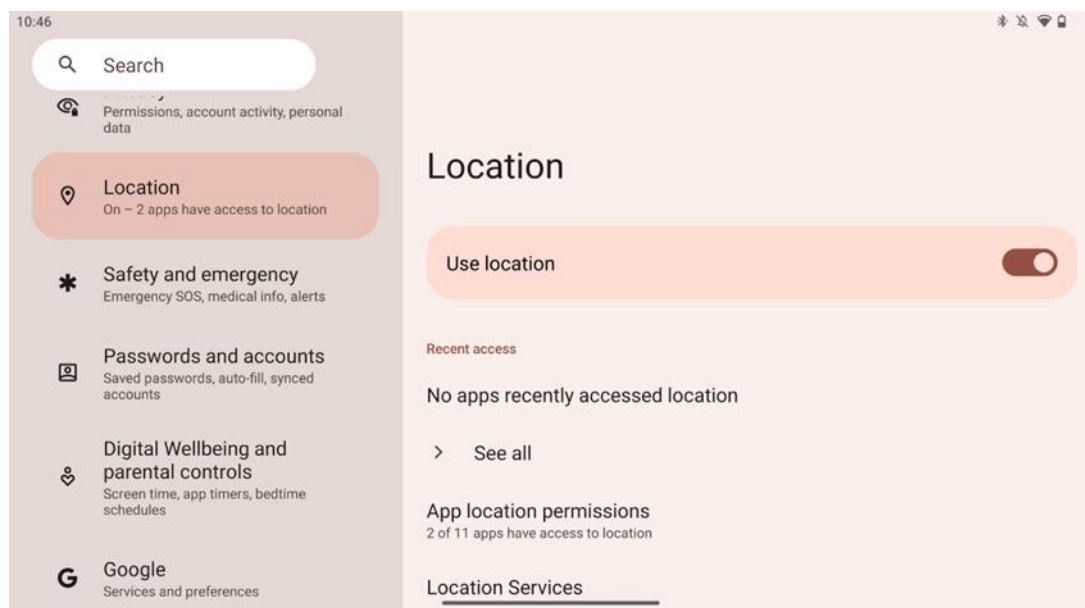 10:46
Search
Permissions, account activity, personal
data
Location
On – 2 apps have access to location
Safety and emergency
Emergency SOS, medical info, alerts
Passwords and accounts
Saved passwords, auto-fill, synced
accounts
Digital Wellbeing and
parental controls
Screen time, app timers, bedtime
schedules
G Google
Services and preferences
Location
Use location
Recent access
No apps recently accessed location
See all
App location permissions
2 of 11 apps have access to location
Location Services